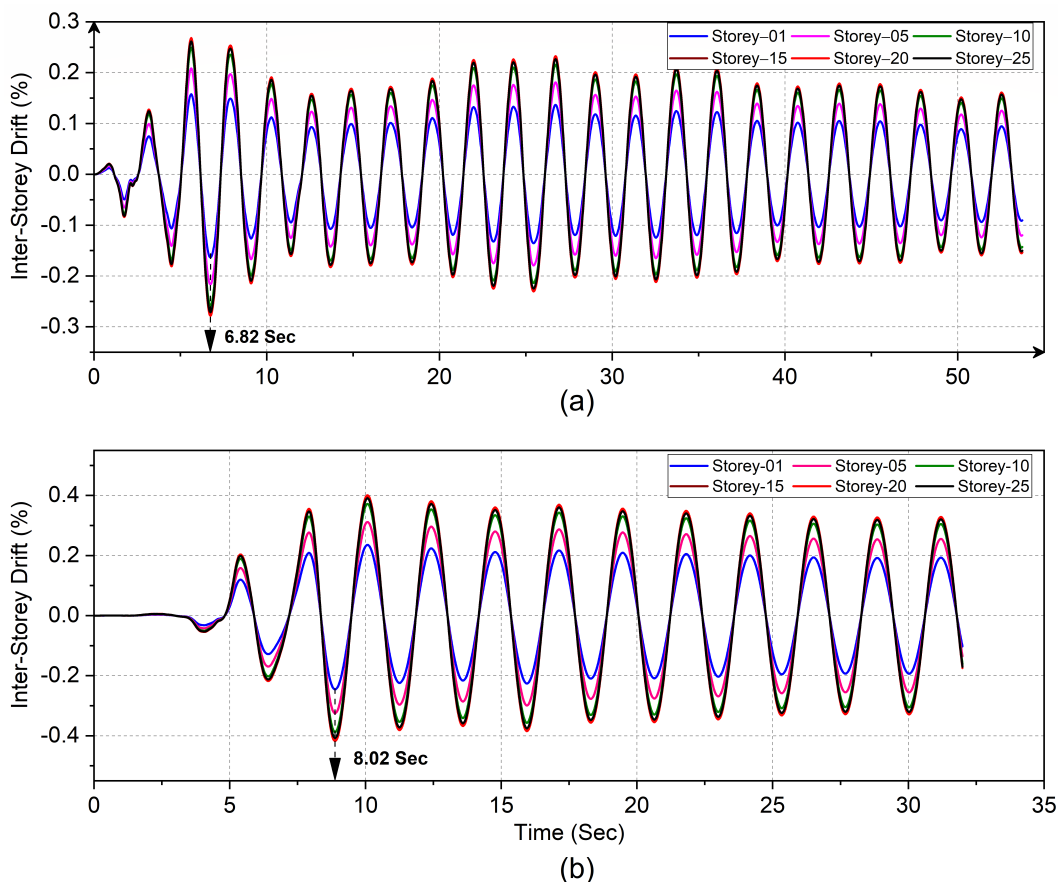 0.3
0.2
0.1
0.0
-0.1
-0.2
-0.3
Inter-Storey Drift (%)
Storey–01 Storey–05 Storey–10
Storey–15 Storey–20 Storey–25
6.82 Sec
0 10 20 30 40 50
(a)
0.4
0.2
0.0
-0.2
-0.4
Inter-Storey Drift (%)
Storey-01 Storey-05 Storey-10
Storey-15 Storey-20 Storey-25
8.02 Sec
0 5 10 15 20 25 30 35
Time (Sec)
(b)